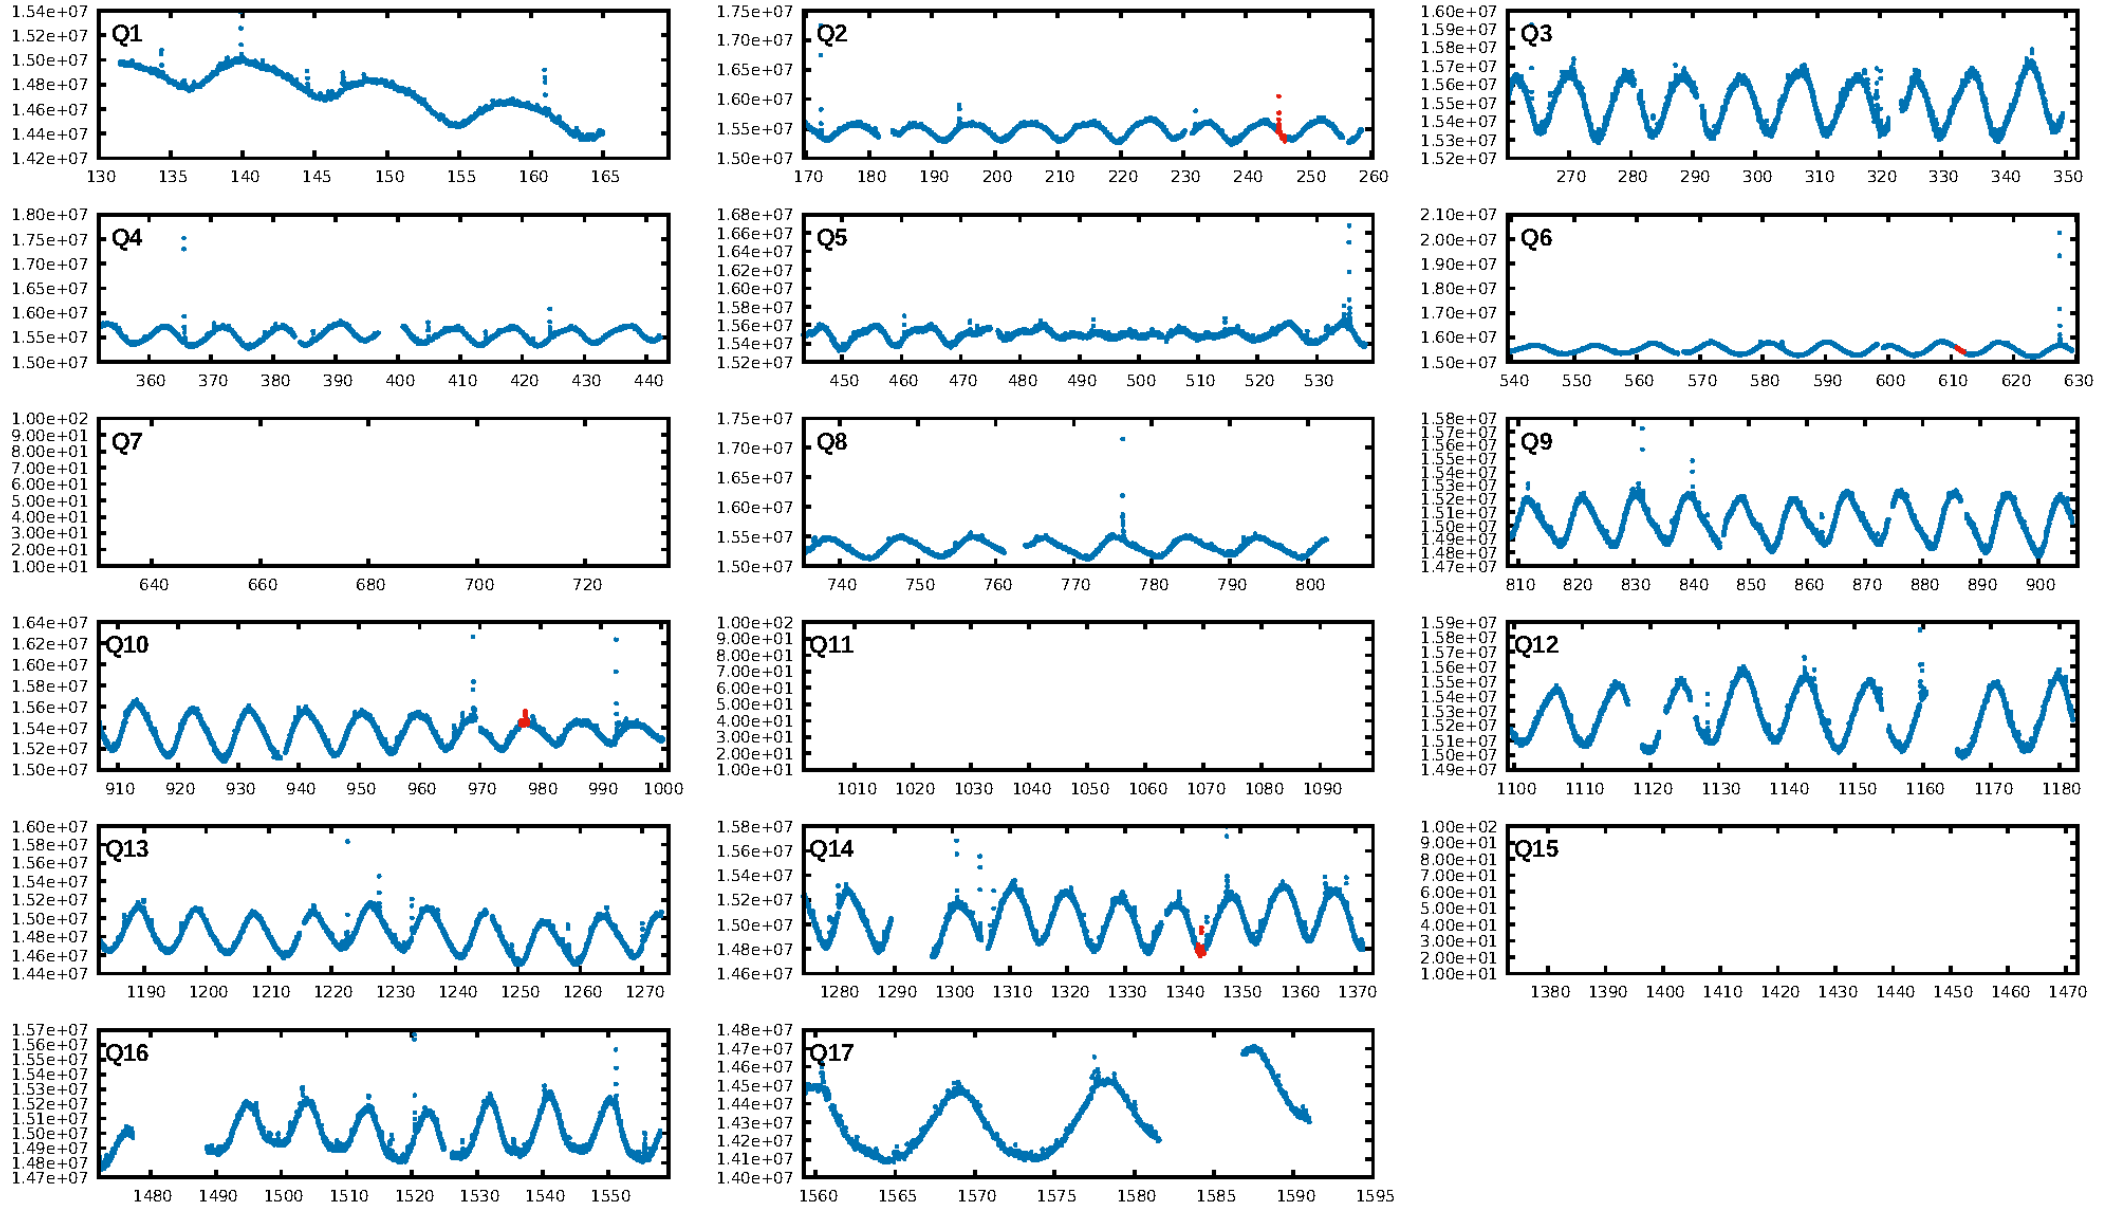 Q1
1.54e+07
1.52e+07
1.50e+07
1.48e+07
1.46e+07
1.44e+07
1.42e+07
130 135 140 145 150 155 160 165
Q2
1.75e+07
1.70e+07
1.65e+07
1.60e+07
1.55e+07
1.50e+07
170 180 190 200 210 220 230 240 250 260
Q3
1.60e+07
1.59e+07
1.58e+07
1.57e+07
1.56e+07
1.55e+07
1.54e+07
1.53e+07
1.52e+07
270 280 290 300 310 320 330 340 350
Q4
1.80e+07
1.75e+07
1.70e+07
1.65e+07
1.60e+07
1.55e+07
1.50e+07
360 370 380 390 400 410 420 430 440
Q5
1.68e+07
1.66e+07
1.64e+07
1.62e+07
1.60e+07
1.58e+07
1.56e+07
1.54e+07
1.52e+07
450 460 470 480 490 500 510 520 530
Q6
2.10e+07
2.00e+07
1.90e+07
1.80e+07
1.70e+07
1.60e+07
1.50e+07
540 550 560 570 580 590 600 610 620 630
Q7
1.00e+02
9.00e+01
8.00e+01
7.00e+01
6.00e+01
5.00e+01
4.00e+01
3.00e+01
2.00e+01
1.00e+01
640 660 680 700 720
Q8
1.75e+07
1.70e+07
1.65e+07
1.60e+07
1.55e+07
1.50e+07
740 750 760 770 780 790 800
Q9
1.58e+07
1.57e+07
1.56e+07
1.55e+07
1.54e+07
1.53e+07
1.52e+07
1.51e+07
1.50e+07
1.49e+07
1.48e+07
1.47e+07
810 820 830 840 850 860 870 880 890 900
Q10
1.64e+07
1.62e+07
1.60e+07
1.58e+07
1.56e+07
1.54e+07
1.52e+07
1.50e+07
910 920 930 940 950 960 970 980 990 1000
Q11
1.00e+02
9.00e+01
8.00e+01
7.00e+01
6.00e+01
5.00e+01
4.00e+01
3.00e+01
2.00e+01
1.00e+01
1010 1020 1030 1040 1050 1060 1070 1080 1090
Q12
1.59e+07
1.58e+07
1.57e+07
1.56e+07
1.55e+07
1.54e+07
1.53e+07
1.52e+07
1.51e+07
1.50e+07
1.49e+07
1100 1110 1120 1130 1140 1150 1160 1170 1180
Q13
1.60e+07
1.58e+07
1.56e+07
1.54e+07
1.52e+07
1.50e+07
1.48e+07
1.46e+07
1.44e+07
1190 1200 1210 1220 1230 1240 1250 1260 1270
Q14
1.58e+07
1.56e+07
1.54e+07
1.52e+07
1.50e+07
1.48e+07
1.46e+07
1280 1290 1300 1310 1320 1330 1340 1350 1360 1370
Q15
1.00e+02
9.00e+01
8.00e+01
7.00e+01
6.00e+01
5.00e+01
4.00e+01
3.00e+01
2.00e+01
1.00e+01
1380 1390 1400 1410 1420 1430 1440 1450 1460 1470
Q16
1.57e+07
1.56e+07
1.55e+07
1.54e+07
1.53e+07
1.52e+07
1.51e+07
1.50e+07
1.49e+07
1.48e+07
1.47e+07
1480 1490 1500 1510 1520 1530 1540 1550
Q17
1.48e+07
1.47e+07
1.46e+07
1.45e+07
1.44e+07
1.43e+07
1.42e+07
1.41e+07
1.40e+07
1560 1565 1570 1575 1580 1585 1590 1595